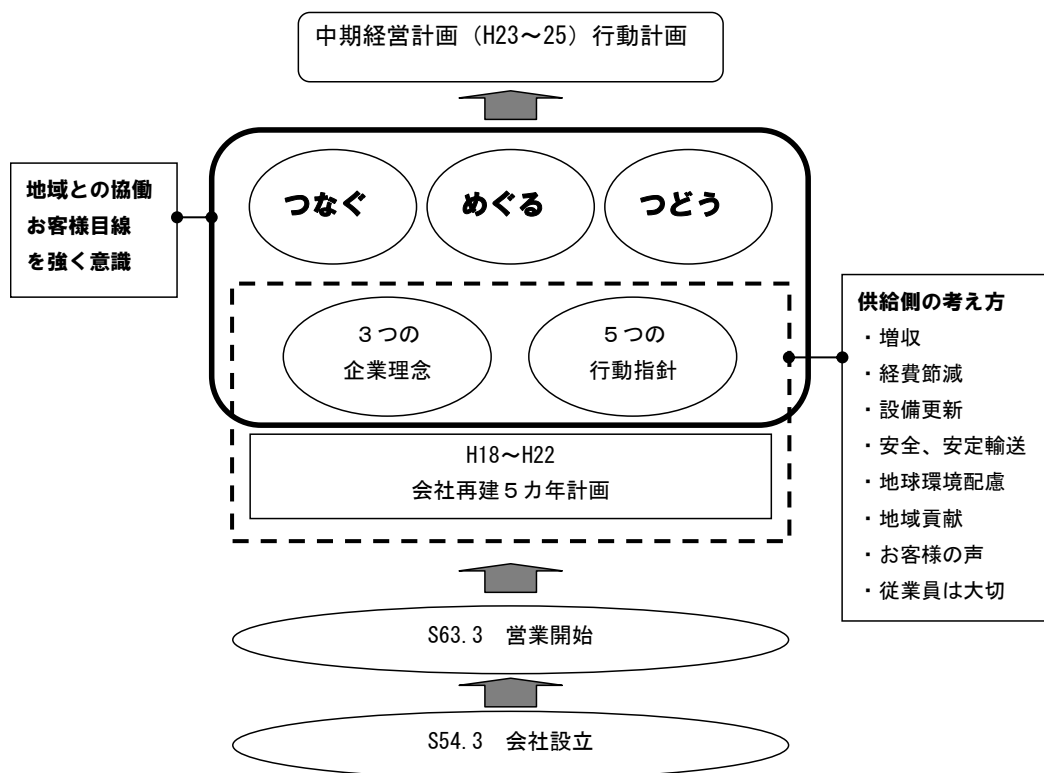 中期経営計画（H23～25）行動計画
地域との協働
お客様目線
を強く意識
つなぐ
めぐる
つどう
３つの
企業理念
５つの
行動指針
供給側の考え方
・増収
・経費節減
・設備更新
・安全、安定輸送
・地球環境配慮
・地域貢献
・お客様の声
・従業員は大切
H18～H22
会社再建５カ年計画
S63.3　営業開始
S54.3　会社設立